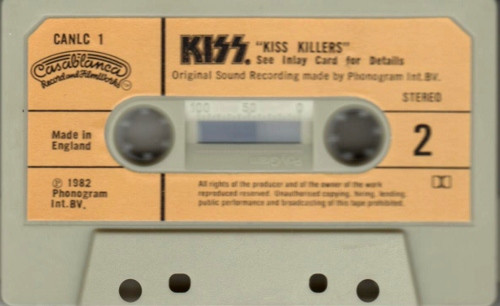 CANLC 1
Casablanca
Record and FilmWorks
KISS. "KISS KILLERS"
See Inlay Card for Details
Original Sound Recording made by Phonogram Int.BV.
STEREO
100 50 0
Made in
England
2
℗ 1982
Phonogram
Int.BV.
All rights of the producer and of the owner of the work
reproduced reserved. Unauthorised copying, hiring, lending,
public performance and broadcasting of this tape prohibited.